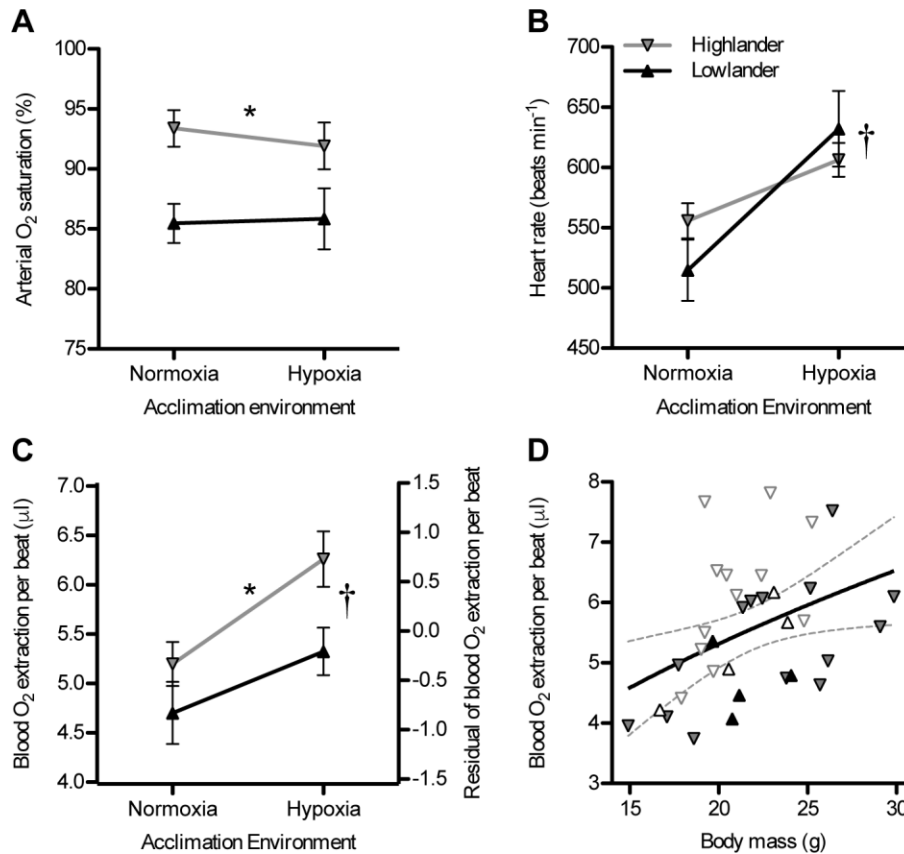 A
100
95
90
85
80
75
Arterial O₂ saturation (%)
*
Normoxia
Hypoxia
Acclimation environment
B
700
650
600
550
500
450
Heart rate (beats min⁻¹)
Highlander
Lowlander
†
Normoxia
Hypoxia
Acclimation Environment
C
7.0
6.5
6.0
5.5
5.0
4.5
4.0
Blood O₂ extraction per beat (µl)
*
†
1.5
1.0
0.5
0.0
-0.5
-1.0
-1.5
Residual of blood O₂ extraction per beat
Normoxia
Hypoxia
Acclimation Environment
D
8
7
6
5
4
3
Blood O₂ extraction per beat (µl)
15
20
25
30
Body mass (g)